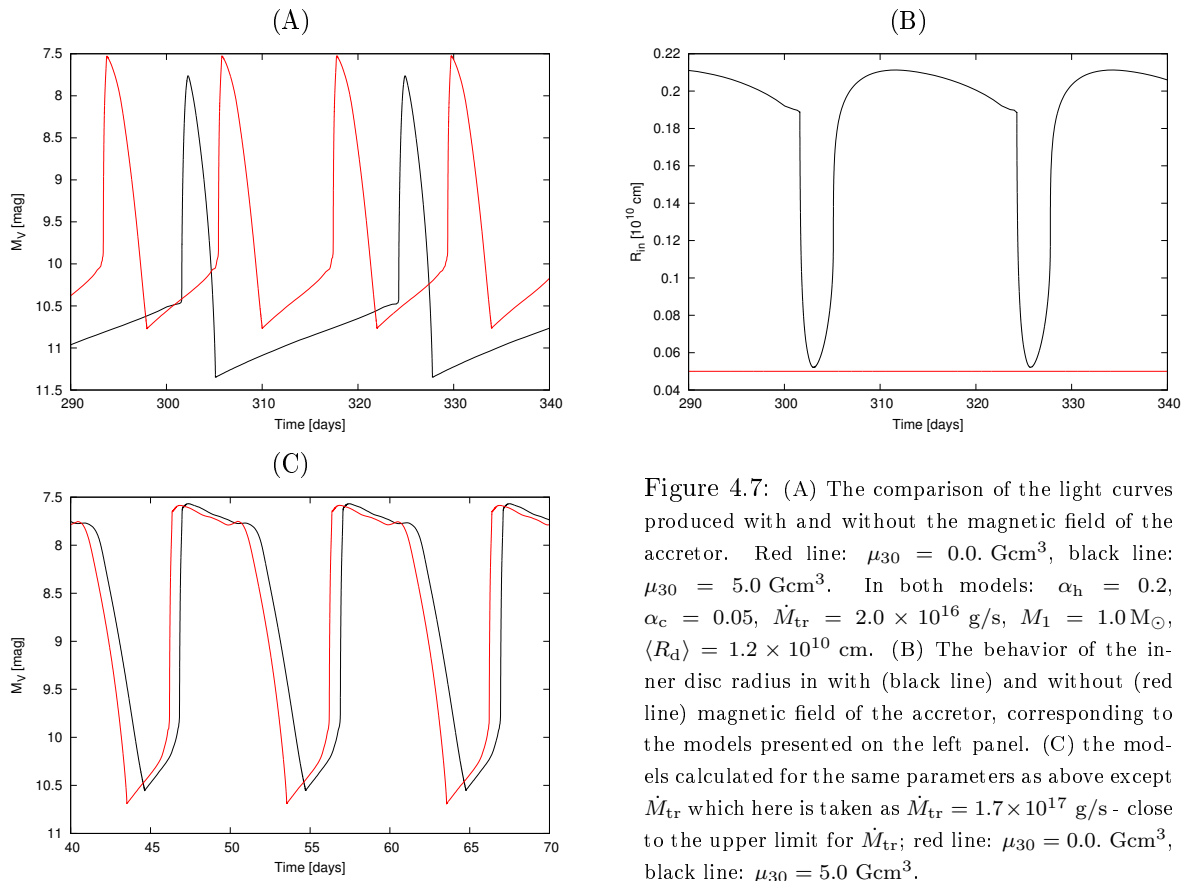 (A)
7.5
8
8.5
9
9.5
10
10.5
11
11.5
290
300
310
320
330
340
M_V [mag]
Time [days]
(B)
0.22
0.2
0.18
0.16
0.14
0.12
0.1
0.08
0.06
0.04
290
300
310
320
330
340
R_in [10^10 cm]
Time [days]
(C)
7.5
8
8.5
9
9.5
10
10.5
11
40
45
50
55
60
65
70
M_V [mag]
Time [days]
Figure 4.7: (A) The comparison of the light curves
produced with and without the magnetic field of the
accretor. Red line: μ_30 = 0.0. Gcm^3, black line:
μ_30 = 5.0 Gcm^3. In both models: α_h = 0.2,
α_c = 0.05, Ṁ_tr = 2.0 × 10^16 g/s, M_1 = 1.0 M_⊙,
⟨R_d⟩ = 1.2 × 10^10 cm. (B) The behavior of the in-
ner disc radius in with (black line) and without (red
line) magnetic field of the accretor, corresponding to
the models presented on the left panel. (C) the mod-
els calculated for the same parameters as above except
Ṁ_tr which here is taken as Ṁ_tr = 1.7×10^17 g/s - close
to the upper limit for Ṁ_tr; red line: μ_30 = 0.0. Gcm^3,
black line: μ_30 = 5.0 Gcm^3.